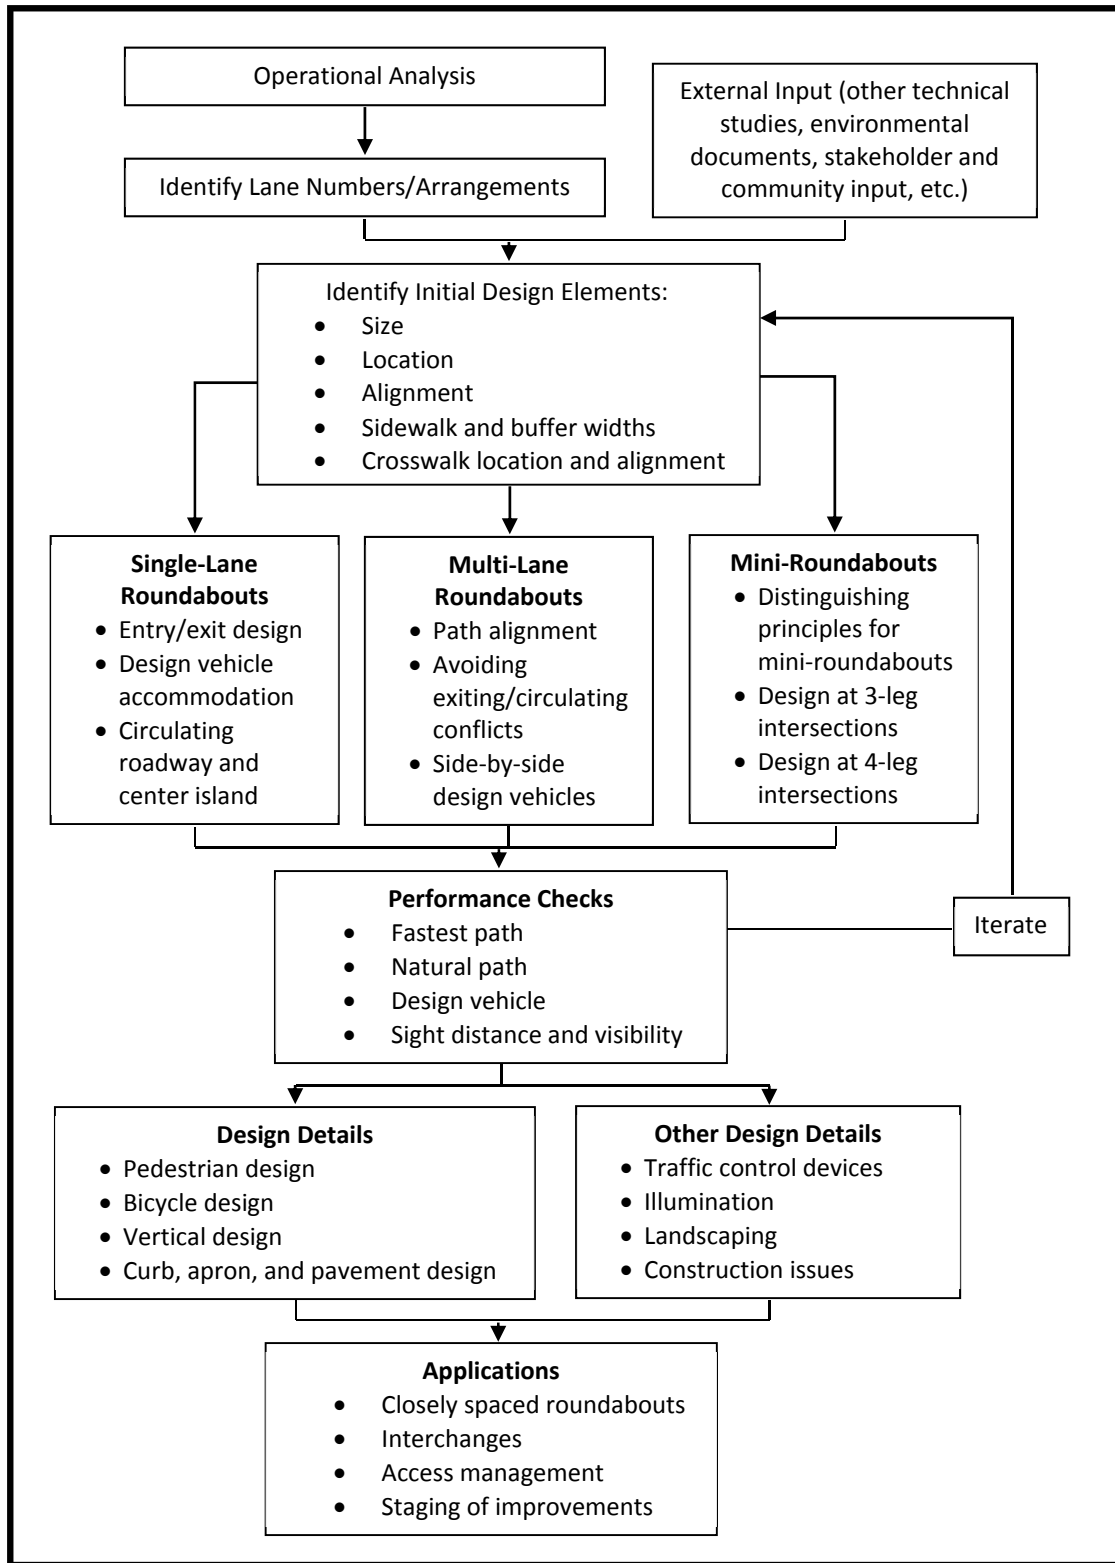 Operational Analysis
External Input (other technical
studies, environmental
documents, stakeholder and
community input, etc.)
Identify Lane Numbers/Arrangements
Identify Initial Design Elements:
• Size
• Location
• Alignment
• Sidewalk and buffer widths
• Crosswalk location and alignment
Single-Lane
Roundabouts
• Entry/exit design
• Design vehicle
accommodation
• Circulating
roadway and
center island
Multi-Lane
Roundabouts
• Path alignment
• Avoiding
exiting/circulating
conflicts
• Side-by-side
design vehicles
Mini-Roundabouts
• Distinguishing
principles for
mini-roundabouts
• Design at 3-leg
intersections
• Design at 4-leg
intersections
Performance Checks
• Fastest path
• Natural path
• Design vehicle
• Sight distance and visibility
Iterate
Design Details
• Pedestrian design
• Bicycle design
• Vertical design
• Curb, apron, and pavement design
Other Design Details
• Traffic control devices
• Illumination
• Landscaping
• Construction issues
Applications
• Closely spaced roundabouts
• Interchanges
• Access management
• Staging of improvements